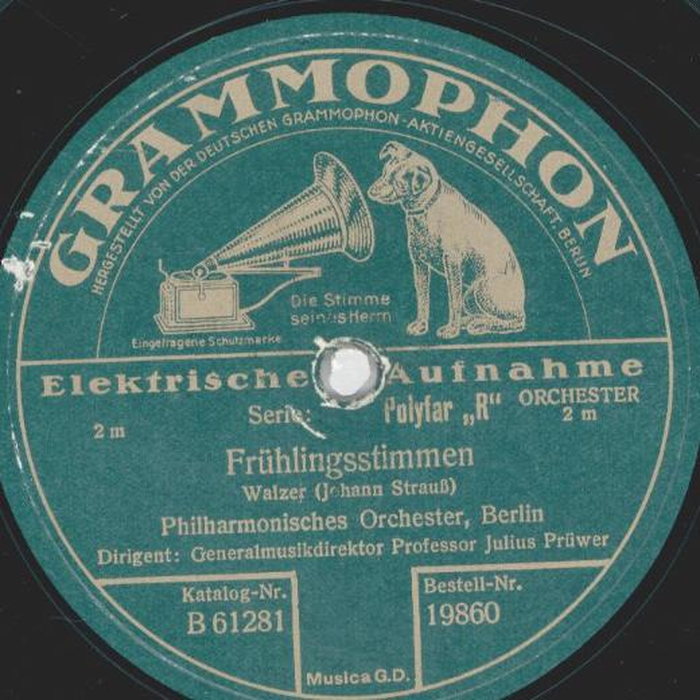 GRAMMOPHON
HERGESTELLT VON DER DEUTSCHEN GRAMMOPHON-AKTIENGESELLSCHAFT. BERLIN
Die Stimme
seines Herrn
Eingetragene Schutzmarke
Elektrische Aufnahme
ORCHESTER
Serie: Polyfar „R“
2 m 2 m
Frühlingsstimmen
Walzer (Johann Strauß)
Philharmonisches Orchester, Berlin
Dirigent: Generalmusikdirektor Professor Julius Prüwer
Katalog-Nr. Bestell-Nr.
B 61281 19860
Musica G.D.